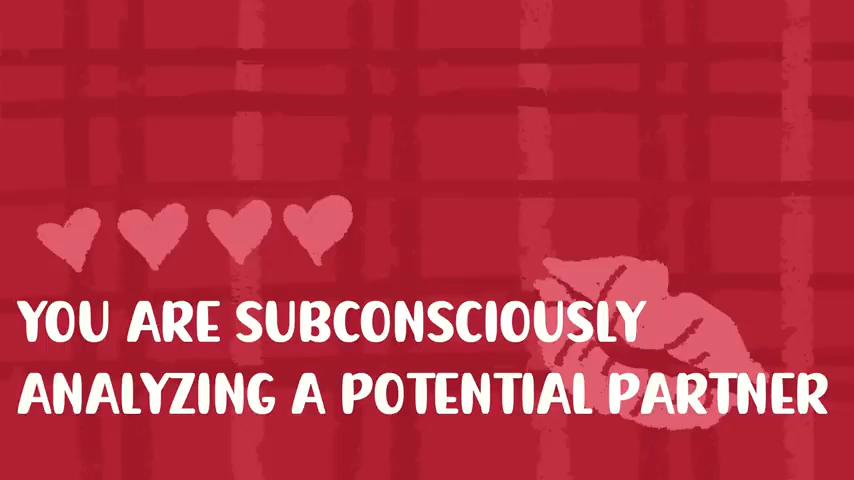 YOU ARE SUBCONSCIOUSLY
ANALYZING A POTENTIAL PARTNER